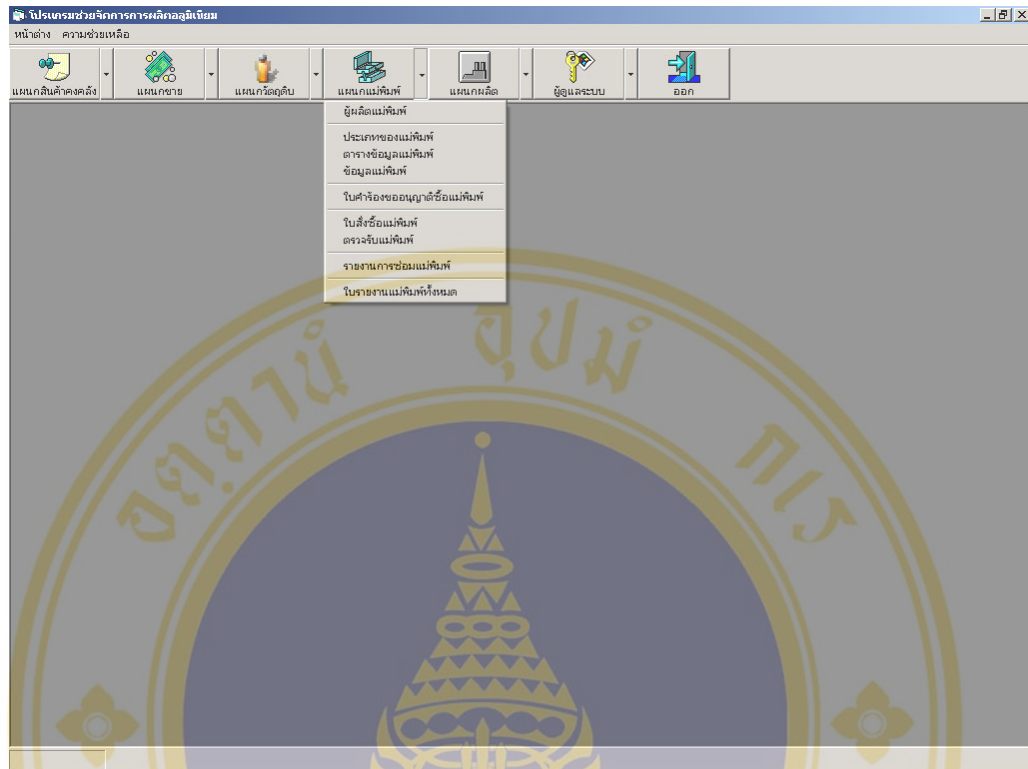 โปรแกรมช่วยจัดการการผลิตอลูมิเนียม
หน้าต่าง ความช่วยเหลือ
แผนกสินค้าคงคลัง แผนกขาย แผนกวัตถุดิบ แผนกแม่พิมพ์ แผนกผลิต ผู้ดูแลระบบ ออก
ผู้ผลิตแม่พิมพ์
ประเภทของแม่พิมพ์
ตารางข้อมูลแม่พิมพ์
ข้อมูลแม่พิมพ์
ใบคำร้องขออนุญาติซื้อแม่พิมพ์
ใบสั่งซื้อแม่พิมพ์
ตรวจรับแม่พิมพ์
รายงานการซ่อมแม่พิมพ์
ใบรายงานแม่พิมพ์ทั้งหมด
อตฺตานํ อุปมํ กเร